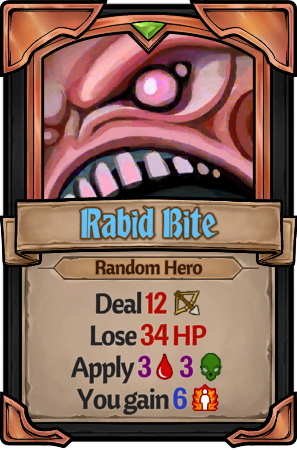 Rabid Bite
Random Hero
Deal 12
Lose 34 HP
Apply 3 3
You gain 6